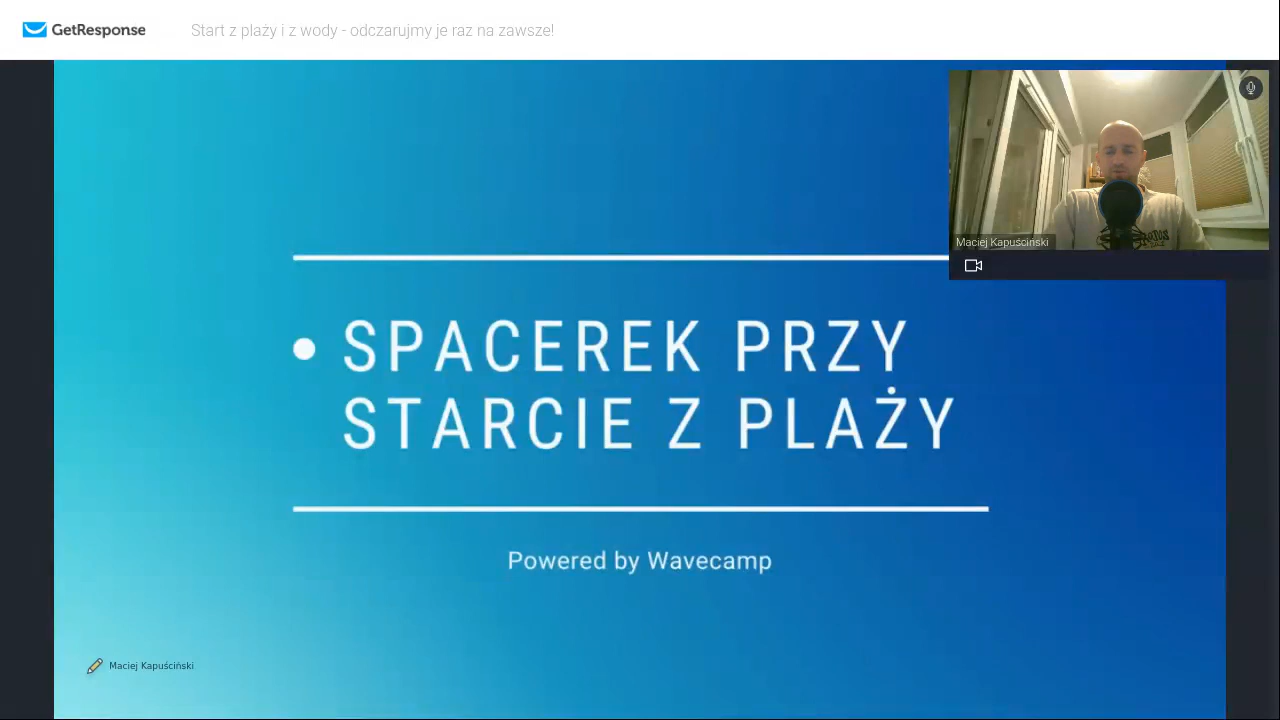 GetResponse
Start z plaży i z wody - odczarujmy je raz na zawsze!
Maciej Kapuściński
• SPACEREK PRZY
STARCIE Z PLAŻY
Powered by Wavecamp
Maciej Kapuściński